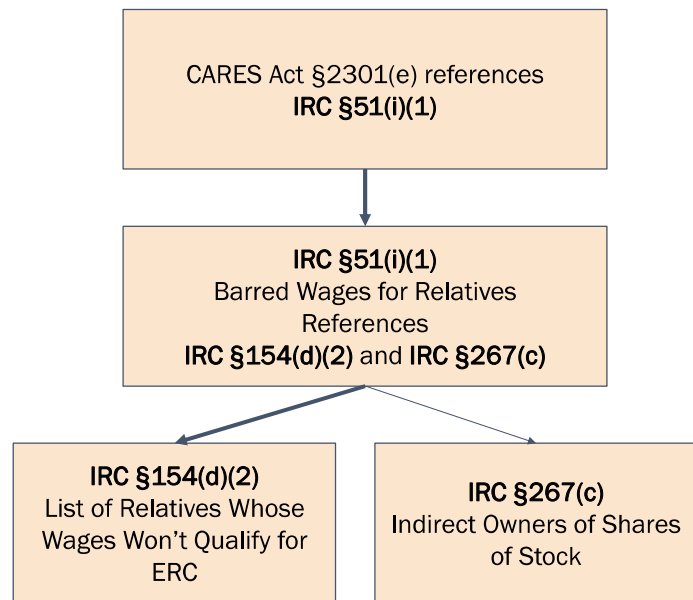 CARES Act §2301(e) references
IRC §51(i)(1)
IRC §51(i)(1)
Barred Wages for Relatives
References
IRC §154(d)(2) and IRC §267(c)
IRC §154(d)(2)
List of Relatives Whose
Wages Won't Qualify for
ERC
IRC §267(c)
Indirect Owners of Shares
of Stock